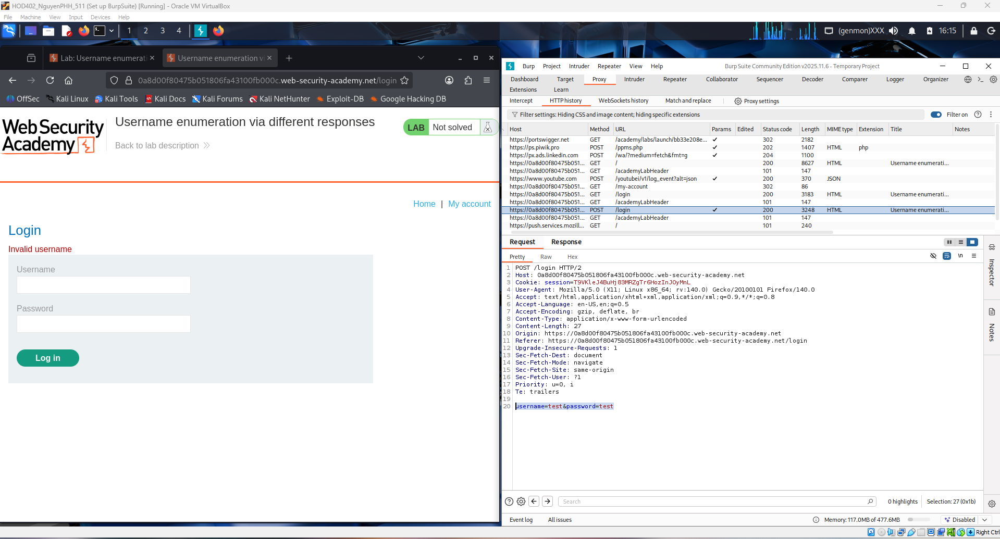 HOD402_NguyenPHH_511 (Set up BurpSuite) [Running] - Oracle VM VirtualBox
File Machine View Input Devices Help
1 2 3 4 (genmon)XXX 16:15
Lab: Username enumerati Username enumeration v
0a8d00f80475b051806fa43100fb000c.web-security-academy.net/login
OffSec Kali Linux Kali Tools Kali Docs Kali Forums Kali NetHunter Exploit-DB Google Hacking DB
Web Security
Academy
Username enumeration via different responses
Back to lab description
LAB Not solved
Home | My account
Login
Invalid username
Username
Password
Log in
Burp Project Intruder Repeater View Help Burp Suite Community Edition v2025.11.6 - Temporary Project
Dashboard Target Proxy Intruder Repeater Collaborator Sequencer Decoder Comparer Logger Organizer
Extensions Learn
Intercept HTTP history WebSockets history Match and replace Proxy settings
Filter settings: Hiding CSS and image content; hiding specific extensions Filter on
Host Method URL Params Edited Status code Length MIME type Extension Title Notes
https://portswigger.net GET /academy/labs/launch/bb33e208e... ✓ 302 2182
https://ps.piwik.pro POST /ppms.php ✓ 202 1407 HTML php
https://px.ads.linkedin.com POST /wa/?medium=fetch&fmt=g ✓ 204 1100
https://0a8d00f80475b051... GET / 200 8627 HTML Username enumerati...
https://0a8d00f80475b051... GET /academyLabHeader 101 147
https://www.youtube.com POST /youtubei/v1/log_event?alt=json ✓ 200 370 JSON
https://0a8d00f80475b051... GET /my-account 302 86
https://0a8d00f80475b051... GET /login 200 3183 HTML Username enumerati...
https://0a8d00f80475b051... GET /academyLabHeader 101 147
https://0a8d00f80475b051... POST /login ✓ 200 3248 HTML Username enumerati...
https://0a8d00f80475b051... GET /academyLabHeader 101 147
https://push.services.mozill... GET / 101 240
Request Response
Pretty Raw Hex \n
Inspector
Notes
1 POST /login HTTP/2
2 Host: 0a8d00f80475b051806fa43100fb000c.web-security-academy.net
3 Cookie: session=T9VKleJ4BuHj83MRZgTr6HozInJOyMnL
4 User-Agent: Mozilla/5.0 (X11; Linux x86_64; rv:140.0) Gecko/20100101 Firefox/140.0
5 Accept: text/html,application/xhtml+xml,application/xml;q=0.9,*/*;q=0.8
6 Accept-Language: en-US,en;q=0.5
7 Accept-Encoding: gzip, deflate, br
8 Content-Type: application/x-www-form-urlencoded
9 Content-Length: 27
10 Origin: https://0a8d00f80475b051806fa43100fb000c.web-security-academy.net
11 Referer: https://0a8d00f80475b051806fa43100fb000c.web-security-academy.net/login
12 Upgrade-Insecure-Requests: 1
13 Sec-Fetch-Dest: document
14 Sec-Fetch-Mode: navigate
15 Sec-Fetch-Site: same-origin
16 Sec-Fetch-User: ?1
17 Priority: u=0, i
18 Te: trailers
19
20 username=test&password=test
Search 0 highlights Selection: 27 (0x1b)
Event log All issues Memory: 117.0MB of 477.6MB Disabled
Right Ctrl